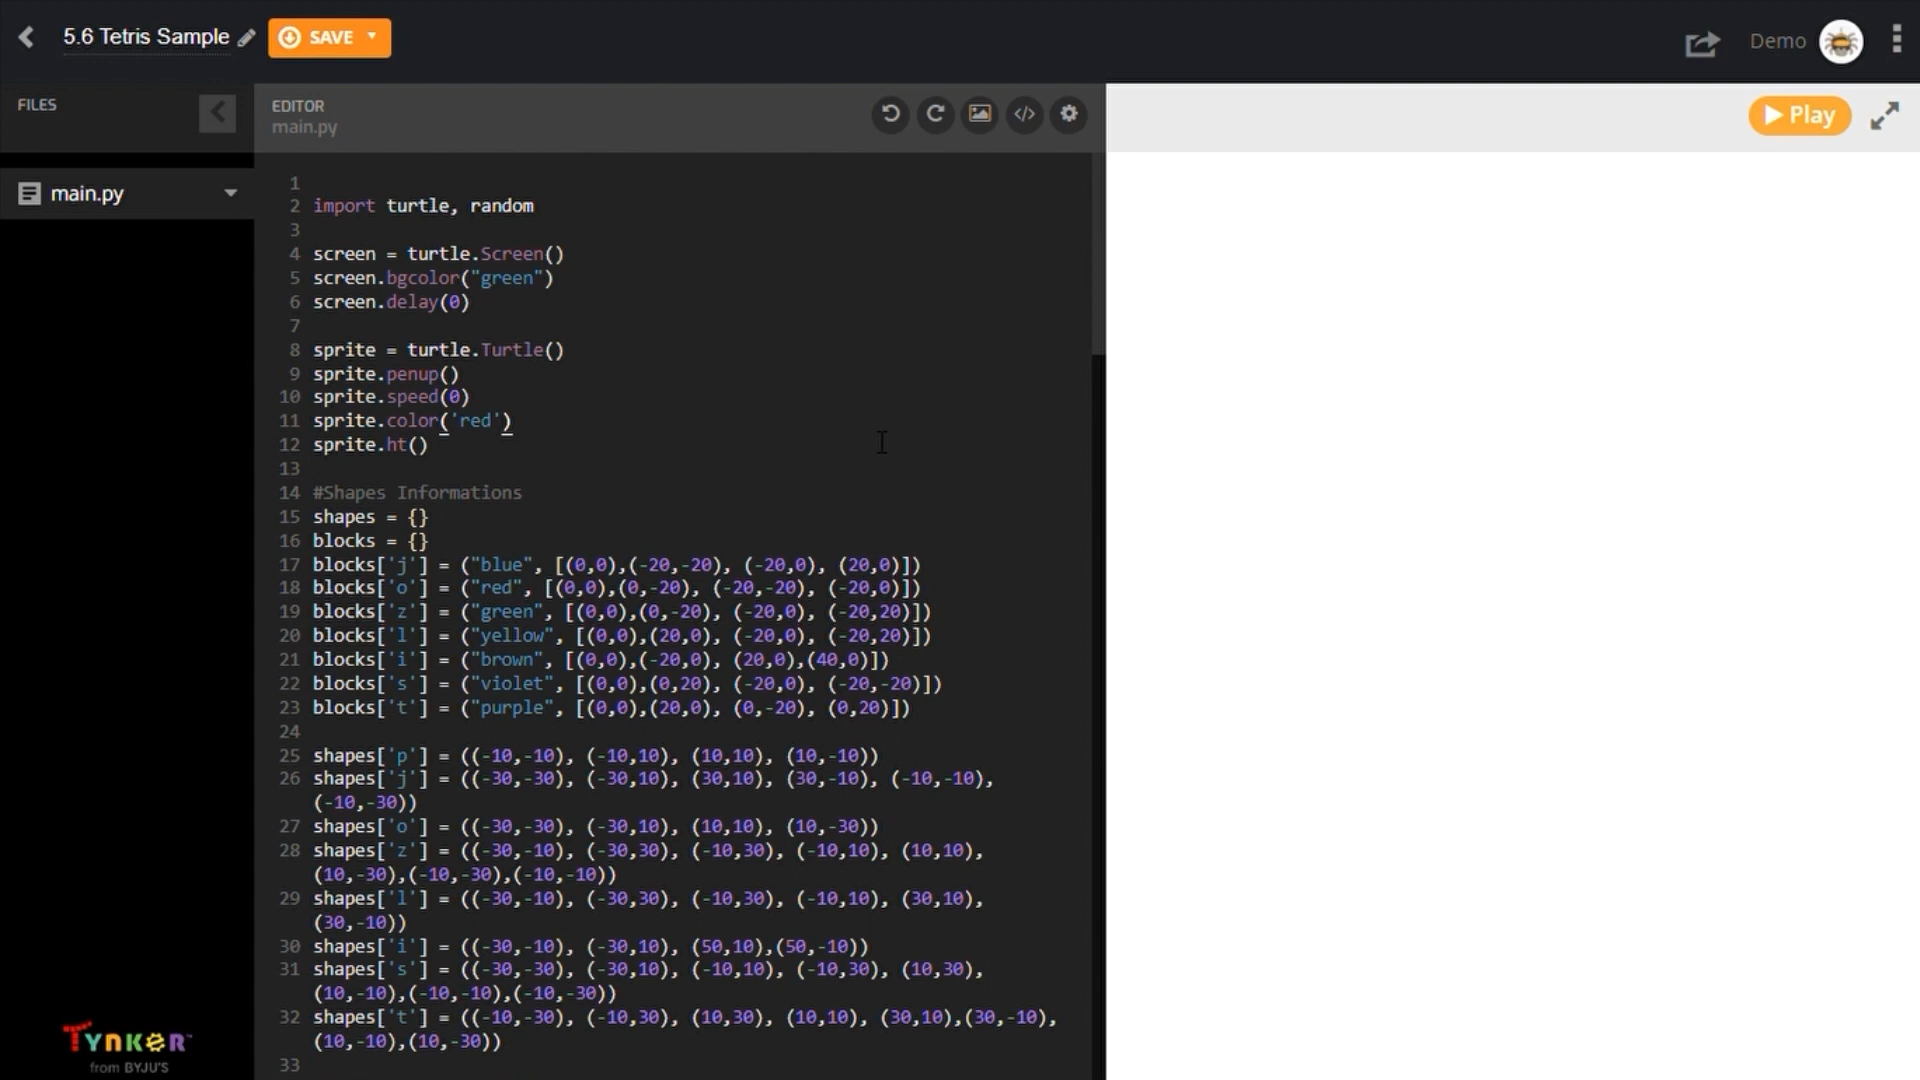 5.6 Tetris Sample
SAVE
Demo
FILES
EDITOR
main.py
Play
main.py
1
2 import turtle, random
3
4 screen = turtle.Screen()
5 screen.bgcolor("green")
6 screen.delay(0)
7
8 sprite = turtle.Turtle()
9 sprite.penup()
10 sprite.speed(0)
11 sprite.color('red')
12 sprite.ht()
13
14 #Shapes Informations
15 shapes = {}
16 blocks = {}
17 blocks['j'] = ("blue", [(0,0),(-20,-20), (-20,0), (20,0)])
18 blocks['o'] = ("red", [(0,0),(0,-20), (-20,-20), (-20,0)])
19 blocks['z'] = ("green", [(0,0),(0,-20), (-20,0), (-20,20)])
20 blocks['l'] = ("yellow", [(0,0),(20,0), (-20,0), (-20,20)])
21 blocks['i'] = ("brown", [(0,0),(-20,0), (20,0),(40,0)])
22 blocks['s'] = ("violet", [(0,0),(0,20), (-20,0), (-20,-20)])
23 blocks['t'] = ("purple", [(0,0),(20,0), (0,-20), (0,20)])
24
25 shapes['p'] = ((-10,-10), (-10,10), (10,10), (10,-10))
26 shapes['j'] = ((-30,-30), (-30,10), (30,10), (30,-10), (-10,-10),
(-10,-30))
27 shapes['o'] = ((-30,-30), (-30,10), (10,10), (10,-30))
28 shapes['z'] = ((-30,-10), (-30,30), (-10,30), (-10,10), (10,10),
(10,-30),(-10,-30),(-10,-10))
29 shapes['l'] = ((-30,-10), (-30,30), (-10,30), (-10,10), (30,10),
(30,-10))
30 shapes['i'] = ((-30,-10), (-30,10), (50,10),(50,-10))
31 shapes['s'] = ((-30,-30), (-30,10), (-10,10), (-10,30), (10,30),
(10,-10),(-10,-10),(-10,-30))
32 shapes['t'] = ((-10,-30), (-10,30), (10,30), (10,10), (30,10),(30,-10),
(10,-10),(10,-30))
33
TYNKER
from BYJU'S